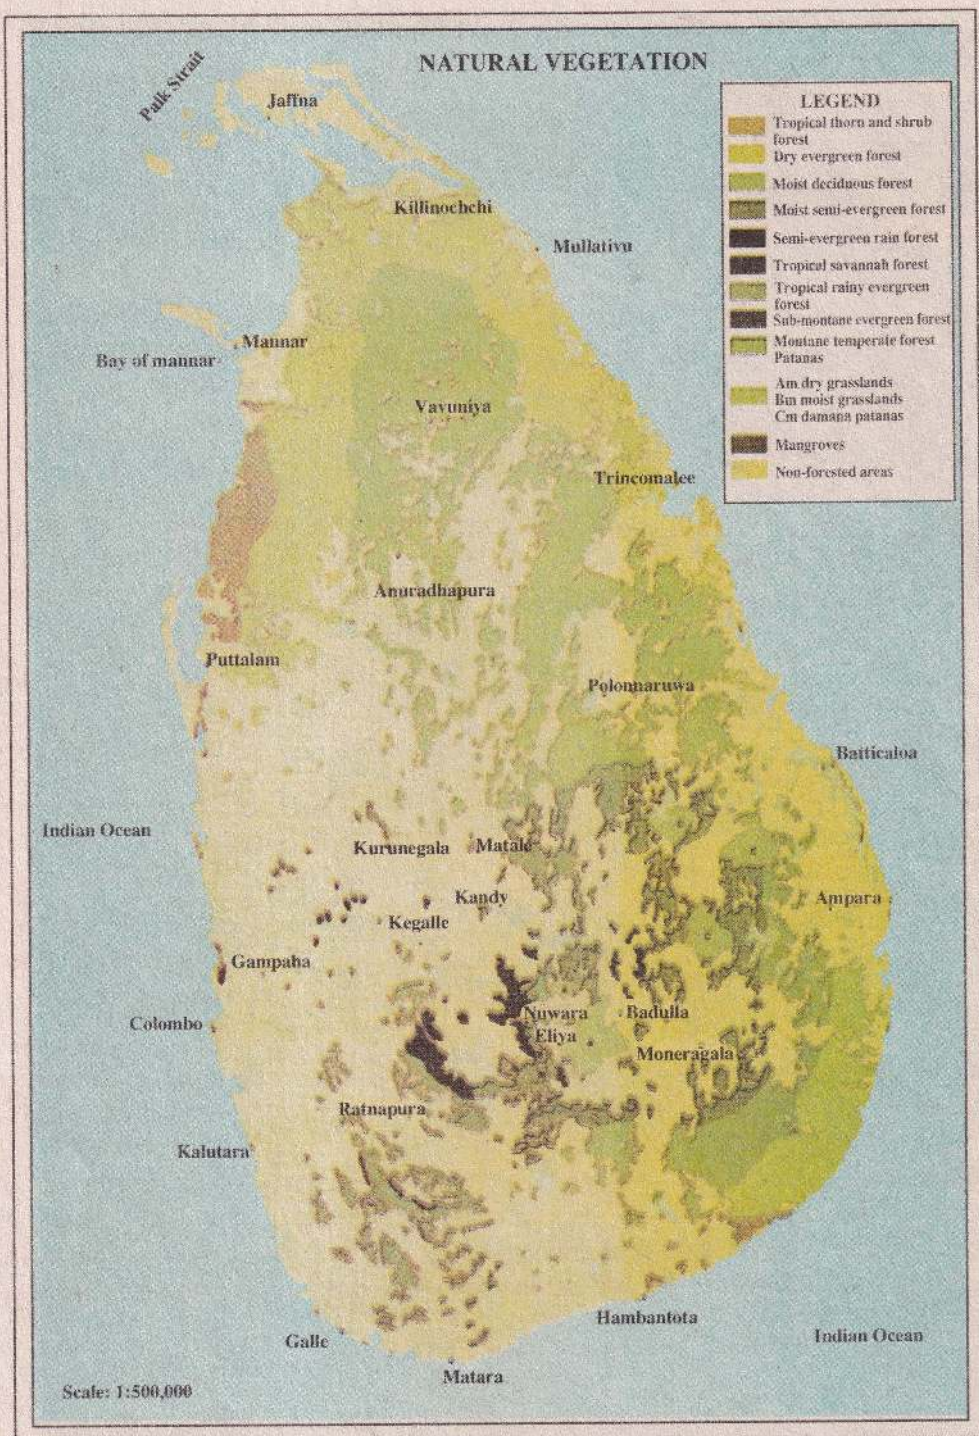 NATURAL VEGETATION
Palk Strait
Jaffna
LEGEND
Tropical thorn and shrub
forest
Dry evergreen forest
Moist deciduous forest
Moist semi-evergreen forest
Semi-evergreen rain forest
Tropical savannah forest
Tropical rainy evergreen
forest
Sub-montane evergreen forest
Montane temperate forest
Patanas
Am dry grasslands
Bm moist grasslands
Cm damana patanas
Mangroves
Non-forested areas
Killinochchi
Mullativu
Mannar
Bay of mannar
Vavuniya
Trincomalee
Anuradhapura
Puttalam
Polonnaruwa
Batticaloa
Indian Ocean
Kurunegala
Matale
Kandy
Ampara
Kegalle
Gampaha
Colombo
Nuwara
Eliya
Badulla
Moneragala
Ratnapura
Kalutara
Hambantota
Galle
Indian Ocean
Matara
Scale: 1:500,000